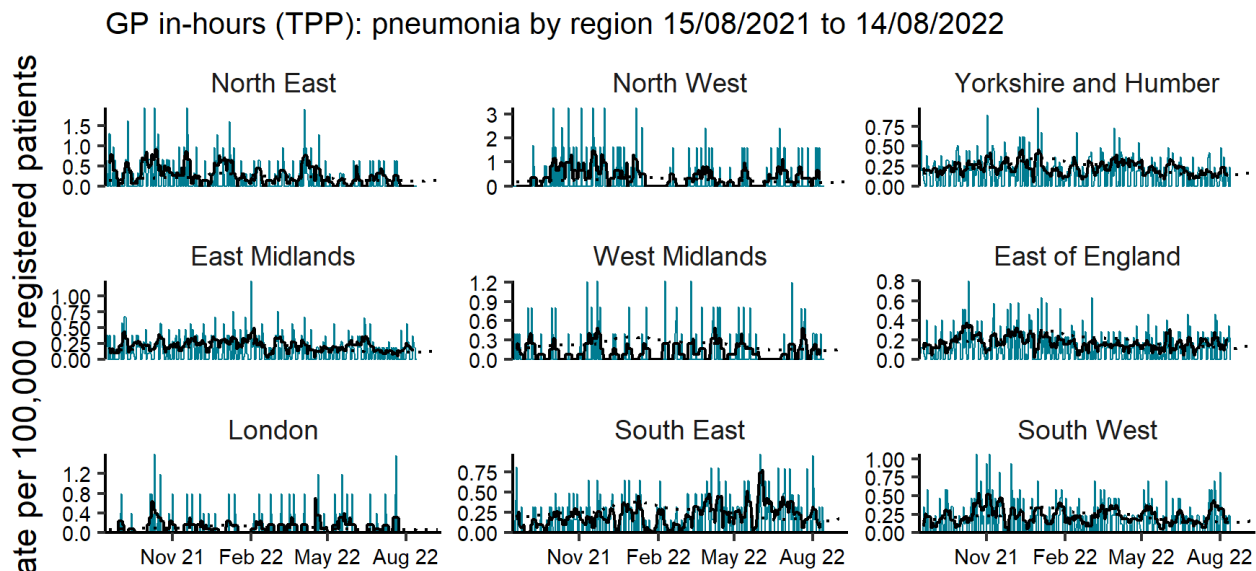 GP in-hours (TPP): pneumonia by region 15/08/2021 to 14/08/2022
ate per 100,000 registered patients
North East
1.5
1.0
0.5
0.0
North West
3
2
1
0
Yorkshire and Humber
0.75
0.50
0.25
0.00
East Midlands
1.00
0.75
0.50
0.25
0.00
West Midlands
1.2
0.9
0.6
0.3
0.0
East of England
0.8
0.6
0.4
0.2
0.0
London
1.2
0.8
0.4
0.0
Nov 21 Feb 22 May 22 Aug 22
South East
0.75
0.50
0.25
0.00
Nov 21 Feb 22 May 22 Aug 22
South West
1.00
0.75
0.50
0.25
0.00
Nov 21 Feb 22 May 22 Aug 22